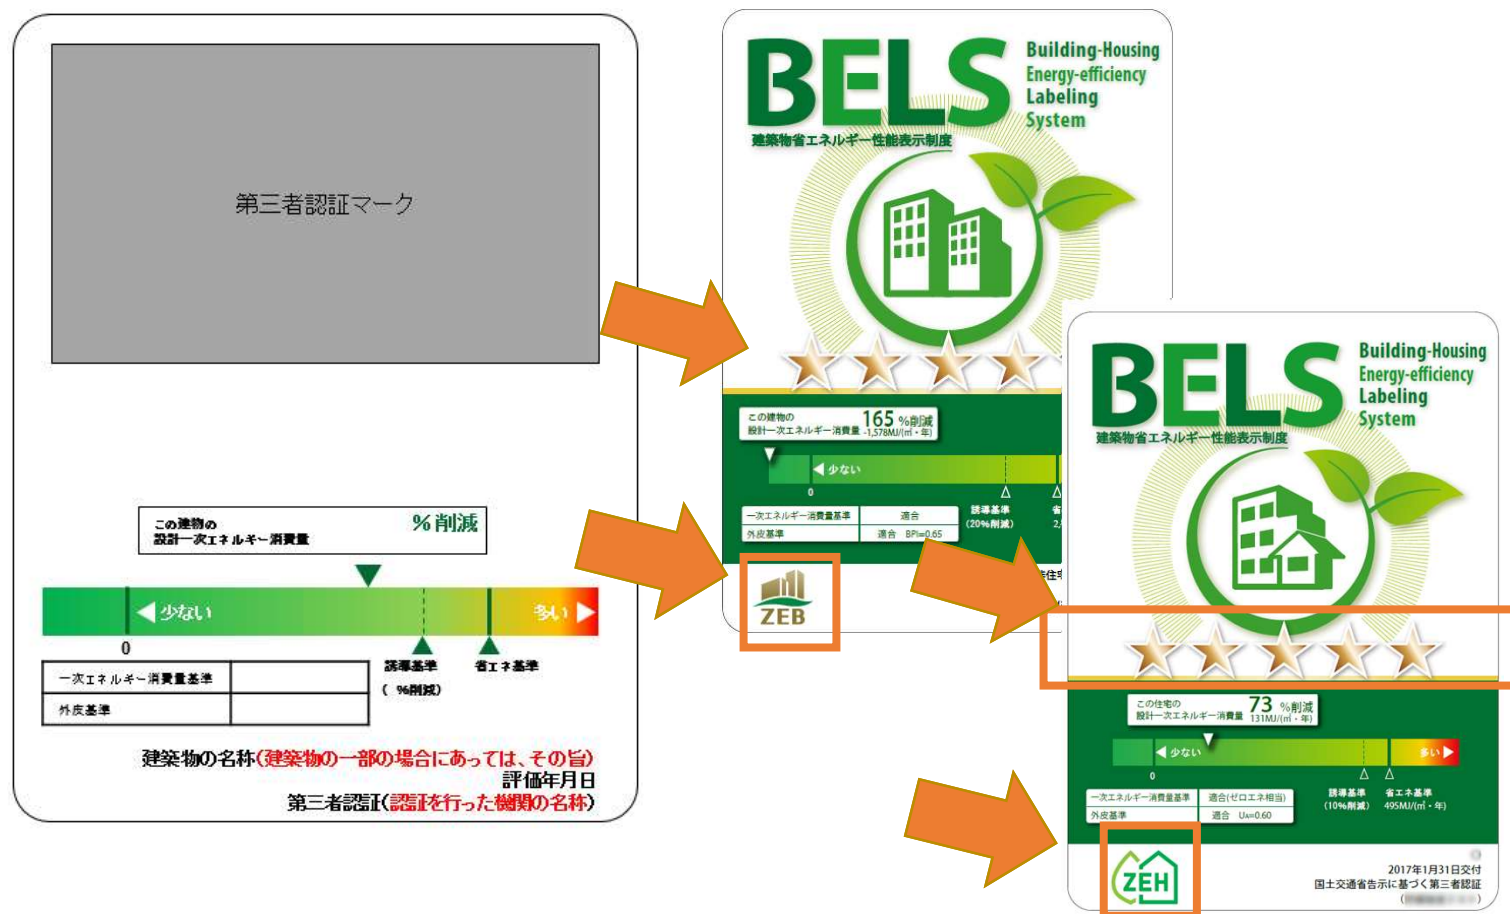 第三者認証マーク
この建物の
設計一次エネルギー消費量
%削減
少ない
多い
0
誘導基準
( %削減)
省エネ基準
一次エネルギー消費量基準
外皮基準
建築物の名称(建築物の一部の場合にあっては、その旨)
評価年月日
第三者認証(認証を行った機関の名称)
BELS
Building-Housing
Energy-efficiency
Labeling
System
建築物省エネルギー性能表示制度
この建物の
設計一次エネルギー消費量
165 %削減
-1,578MJ/(㎡・年)
少ない
0
誘導基準
(20%削減)
省
2,
一次エネルギー消費量基準 適合
外皮基準 適合 BPI=0.65
ZEB
BELS
Building-Housing
Energy-efficiency
Labeling
System
建築物省エネルギー性能表示制度
この住宅の
設計一次エネルギー消費量
73 %削減
131MJ/(㎡・年)
少ない
多い
0
誘導基準
(10%削減)
省エネ基準
495MJ/(㎡・年)
一次エネルギー消費量基準 適合(ゼロエネ相当)
外皮基準 適合 UA=0.60
ZEH
2017年1月31日交付
国土交通省告示に基づく第三者認証